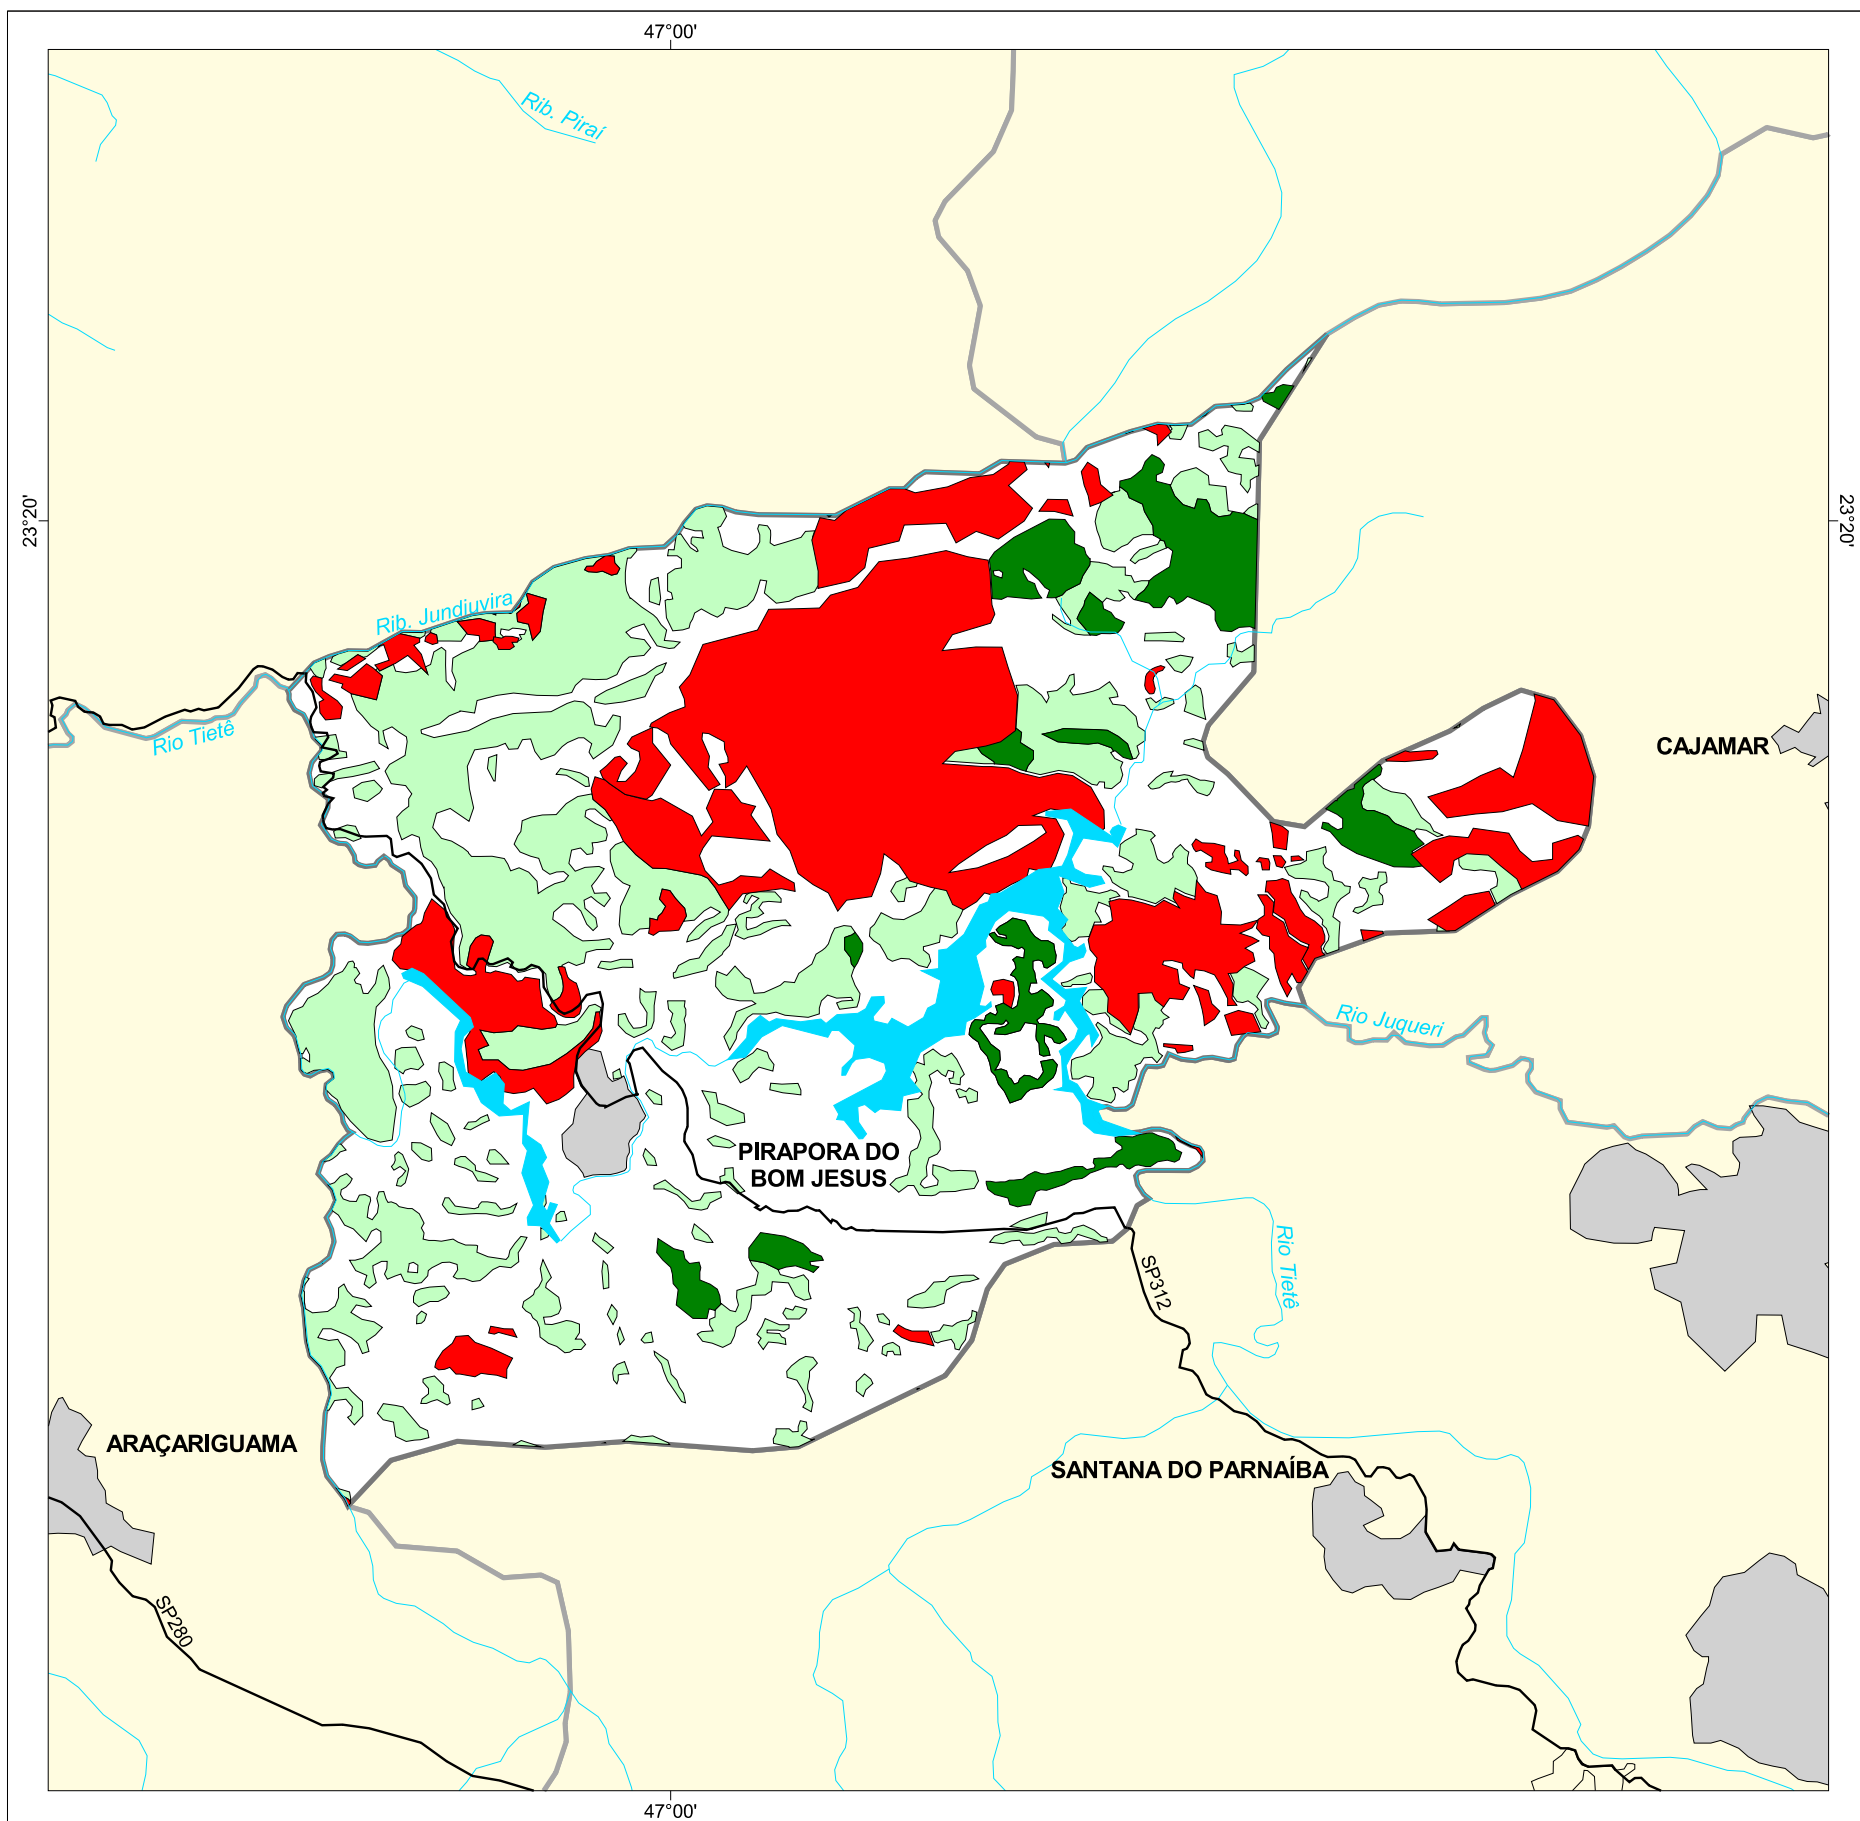 47°00'
Rib. Piraí
23°20'
23°20'
Rib. Jundiuvira
Rio Tietê
CAJAMAR
Rio Juqueri
PIRAPORA DO
BOM JESUS
Rio Tietê
SP312
ARAÇARIGUAMA
SANTANA DO PARNAÍBA
SP280
47°00'